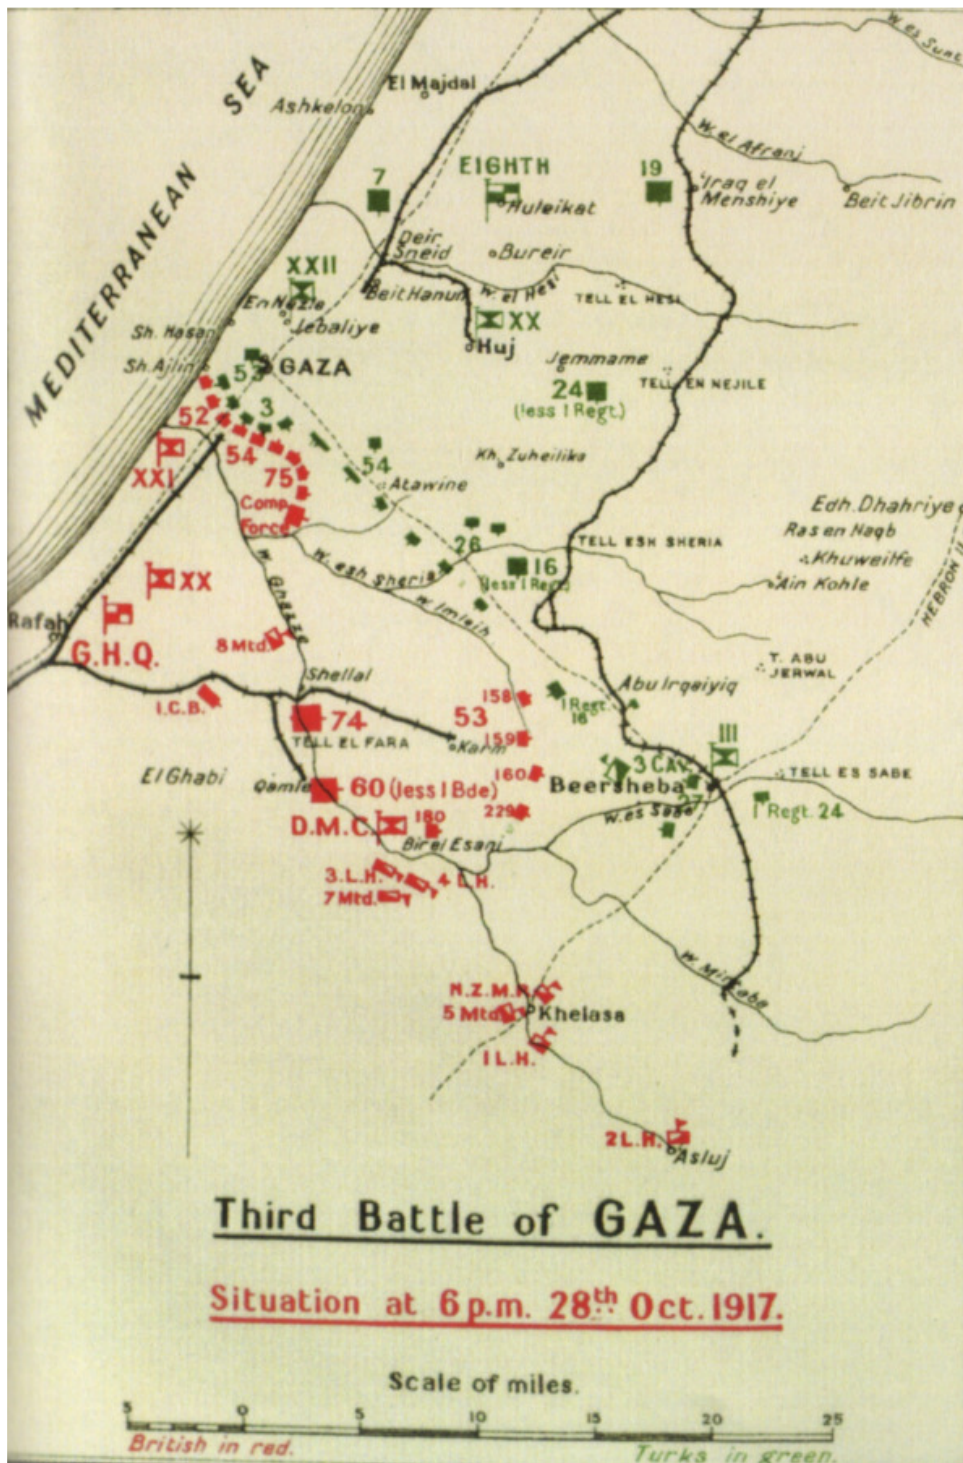 W. es Sunt
SEA
El Majdal
Ashkelon
W. el Afranj
7
EIGHTH
Huleikat
19
'Iraq el
Menshiye
Beit Jibrin
MEDITERRANEAN
Deir
Sneid
Bureir
XXII
Beit Hanun
W. el Hesi
TELL EL HESI
En Nezle
Jebaliye
XX
Huj
Sh. Hasan
Sh. Ajlin
53
GAZA
Jemmame
TELL EN NEJILE
24
(less 1 Regt.)
52
3
54
XXI
75
54
Atawine
Kh. Zuheilika
Comp.
Force
Edh. Dhahriye
Ras en Naqb
Khuweilfe
Ain Kohle
26
TELL ESH SHERIA
16
(less 1 Regt.)
W. esh Sheria
W. Imleih
W. Ghazze
HEBRON
XX
Rafah
G.H.Q.
8 Mtd.
Shellal
T. ABU
JERWAL
Abu Irqaiyiq
I.C.B.
158
1 Regt.
16
74
53
159
TELL EL FARA
Karm
III
3 CAV.
El Ghabi
Qamle
60 (less 1 Bde)
160
Beersheba
TELL ES SABE
27
W. es Saba
1 Regt. 24
D.M.C.
180
229
Bir el Esani
3. L.H.
4 L.H.
7 Mtd.
W. Mirtaba
N.Z.M.R.
5 Mtd.
Khelasa
1 L.H.
2 L.H.
Asluj
Third Battle of GAZA.
Situation at 6 p.m. 28th Oct. 1917.
Scale of miles.
5 0 5 10 15 20 25
British in red.
Turks in green.